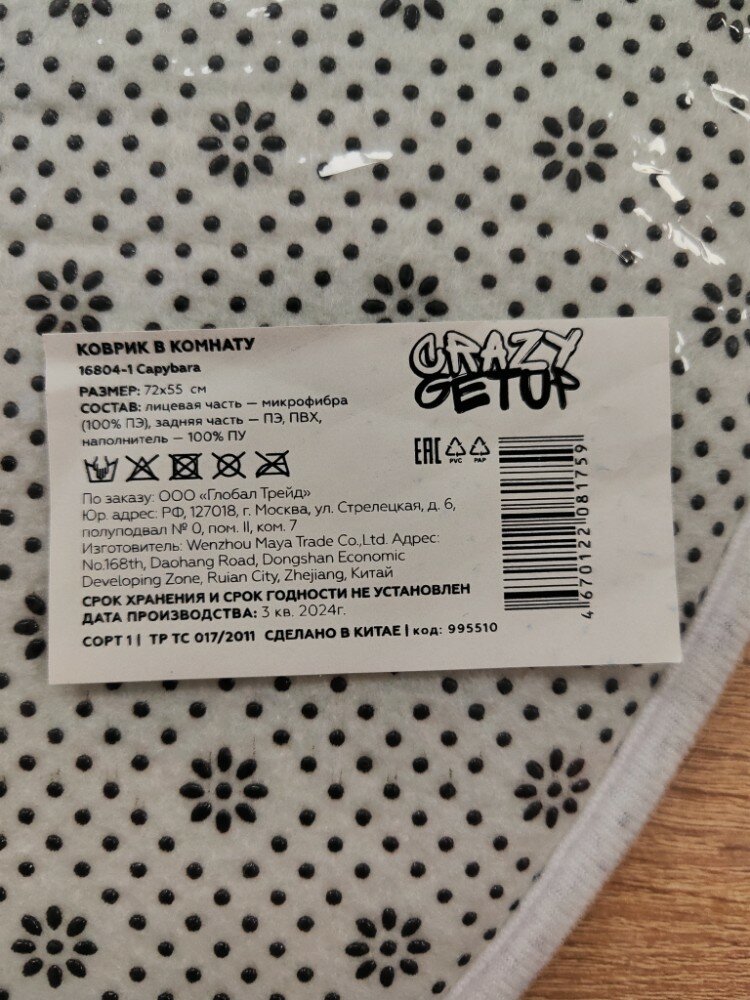 КОВРИК В КОМНАТУ
16804-1 Capybara
РАЗМЕР: 72х55 см
СОСТАВ: лицевая часть — микрофибра
(100% ПЭ), задняя часть — ПЭ, ПВХ,
наполнитель — 100% ПУ
CRAZY
GETUP
EAC
PVC PAP
По заказу: ООО «Глобал Трейд»
Юр. адрес: РФ, 127018, г. Москва, ул. Стрелецкая, д. 6,
полуподвал № 0, пом. II, ком. 7
Изготовитель: Wenzhou Maya Trade Co.,Ltd. Адрес:
No.168th, Daohang Road, Dongshan Economic
Developing Zone, Ruian City, Zhejiang, Китай
СРОК ХРАНЕНИЯ И СРОК ГОДНОСТИ НЕ УСТАНОВЛЕН
ДАТА ПРОИЗВОДСТВА: 3 кв. 2024г.
СОРТ 1 | ТР ТС 017/2011 СДЕЛАНО В КИТАЕ | код: 995510
4 670122 081759